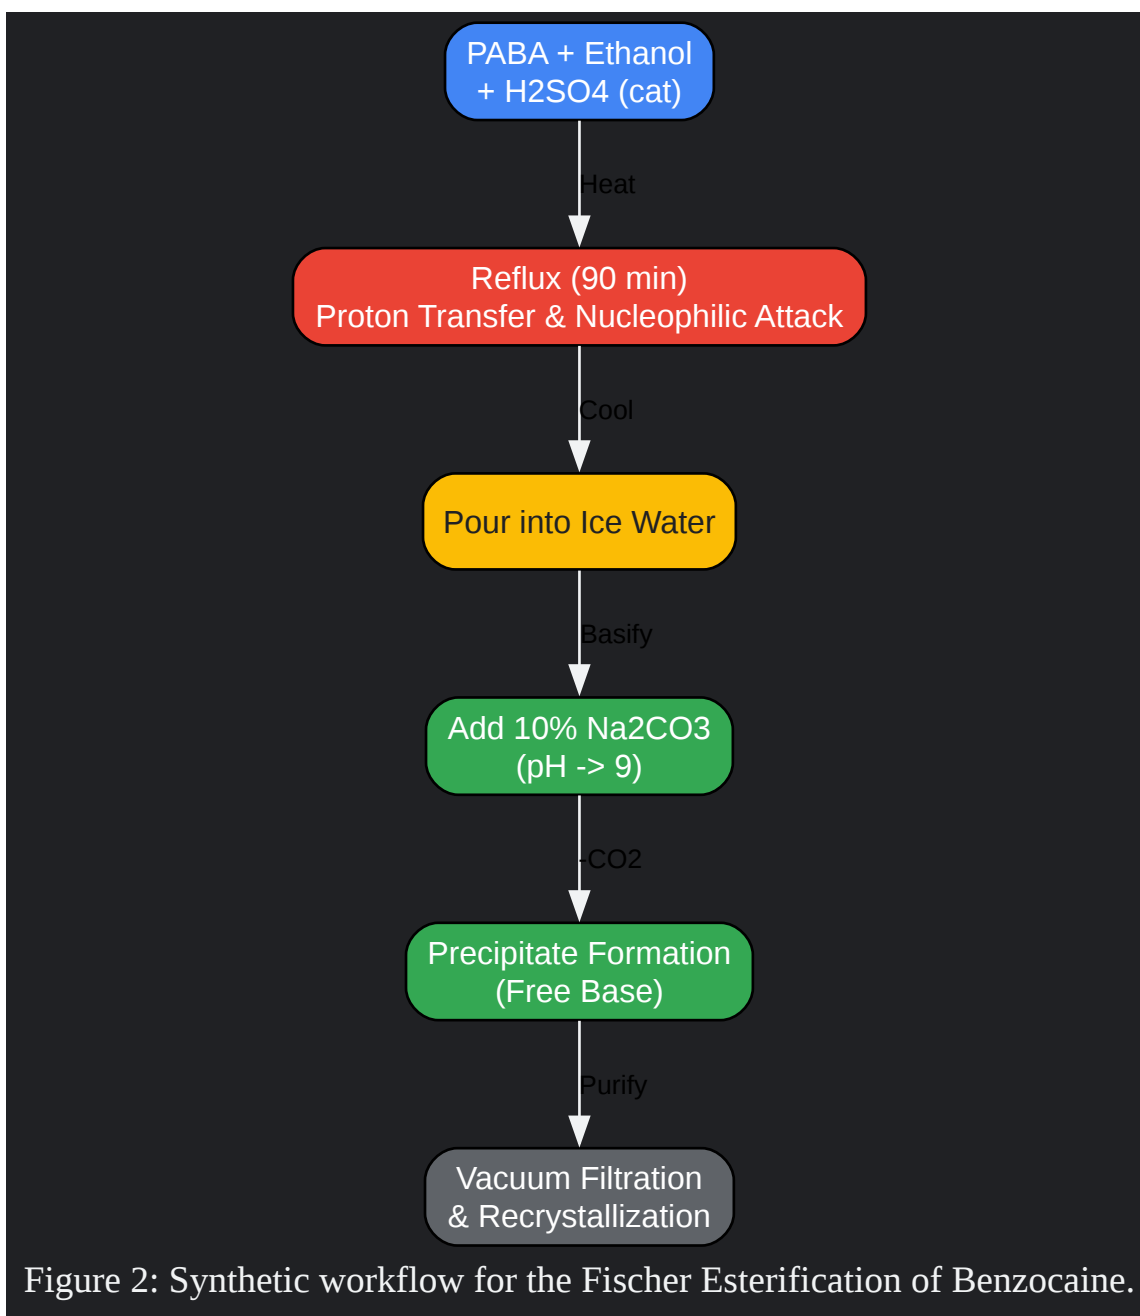 PABA + Ethanol
+ H2SO4 (cat)
Heat
Reflux (90 min)
Proton Transfer & Nucleophilic Attack
Cool
Pour into Ice Water
Basify
Add 10% Na2CO3
(pH -> 9)
-CO2
Precipitate Formation
(Free Base)
Purify
Vacuum Filtration
& Recrystallization
Figure 2: Synthetic workflow for the Fischer Esterification of Benzocaine.